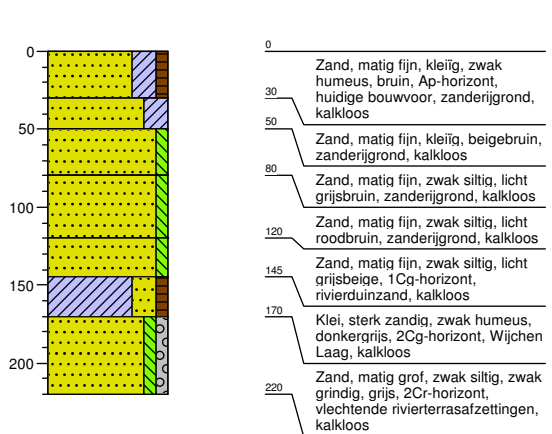 0
50
100
150
200
0
Zand, matig fijn, kleiïg, zwak
humeus, bruin, Ap-horizont,
huidige bouwvoor, zanderijgrond,
kalkloos
30
Zand, matig fijn, kleiïg, beigebruin,
zanderijgrond, kalkloos
50
Zand, matig fijn, zwak siltig, licht
grijsbruin, zanderijgrond, kalkloos
80
Zand, matig fijn, zwak siltig, licht
roodbruin, zanderijgrond, kalkloos
120
Zand, matig fijn, zwak siltig, licht
grijsbeige, 1Cg-horizont,
rivierduinzand, kalkloos
145
Klei, sterk zandig, zwak humeus,
donkergrijs, 2Cg-horizont, Wijchen
Laag, kalkloos
170
Zand, matig grof, zwak siltig, zwak
grindig, grijs, 2Cr-horizont,
vlechtende rivierterrasafzettingen,
kalkloos
220